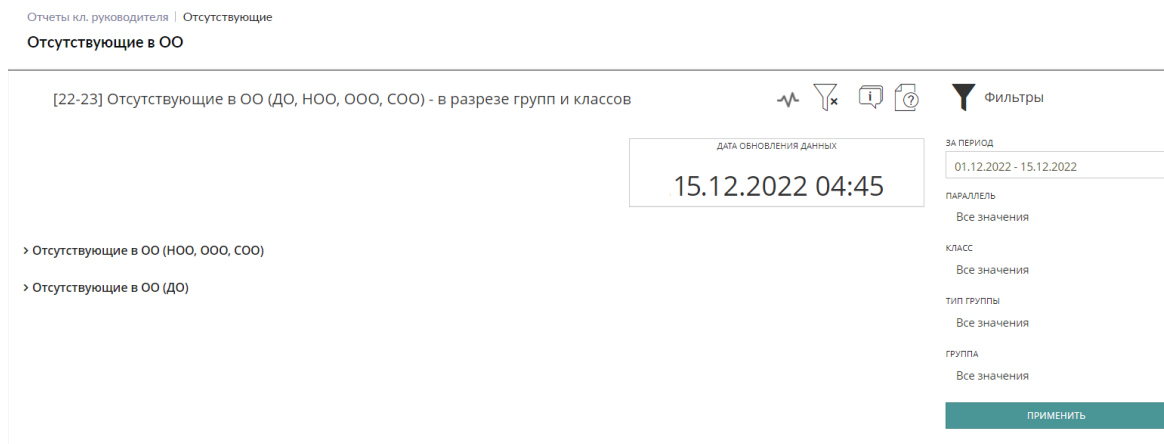 Отчеты кл. руководителя | Отсутствующие
Отсутствующие в ОО
[22-23] Отсутствующие в ОО (ДО, НОО, ООО, СОО) - в разрезе групп и классов
ДАТА ОБНОВЛЕНИЯ ДАННЫХ
15.12.2022 04:45
> Отсутствующие в ОО (НОО, ООО, СОО)
> Отсутствующие в ОО (ДО)
Фильтры
ЗА ПЕРИОД
01.12.2022 - 15.12.2022
ПАРАЛЛЕЛЬ
Все значения
КЛАСС
Все значения
ТИП ГРУППЫ
Все значения
ГРУППА
Все значения
ПРИМЕНИТЬ